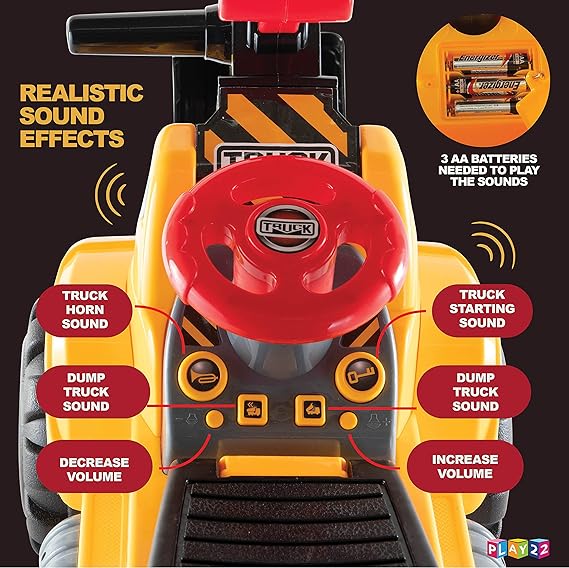 REALISTIC
SOUND
EFFECTS
Energizer
Energizer
3 AA BATTERIES
NEEDED TO PLAY
THE SOUNDS
TRUCK
TRUCK
TRUCK
HORN
SOUND
TRUCK
STARTING
SOUND
DUMP
TRUCK
SOUND
DUMP
TRUCK
SOUND
DECREASE
VOLUME
INCREASE
VOLUME
- +
PLAY22